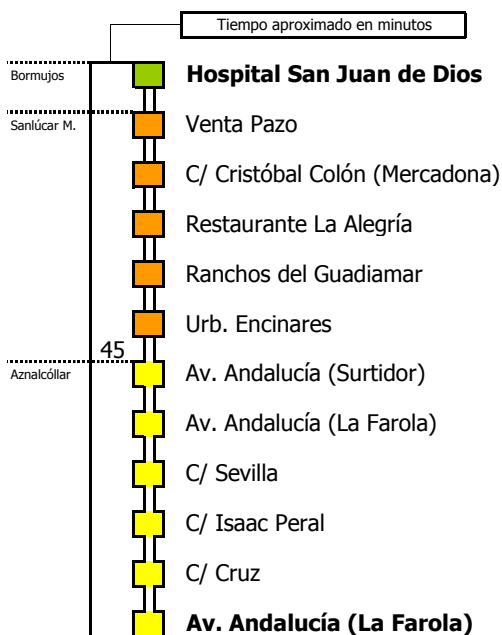 Tiempo aproximado en minutos
Bormujos
Hospital San Juan de Dios
Sanlúcar M.
Venta Pazo
C/ Cristóbal Colón (Mercadona)
Restaurante La Alegría
Ranchos del Guadiamar
Urb. Encinares
45
Aznalcóllar
Av. Andalucía (Surtidor)
Av. Andalucía (La Farola)
C/ Sevilla
C/ Isaac Peral
C/ Cruz
Av. Andalucía (La Farola)